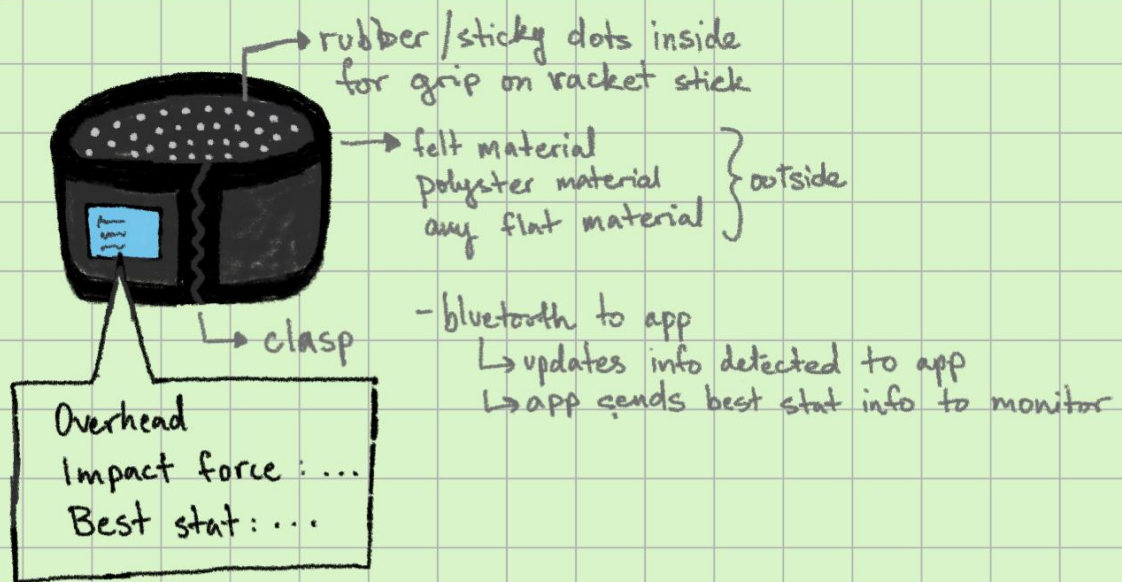 rubber/sticky dots inside
for grip on racket stick
felt material
polyster material
any flat material
outside
clasp
- bluetooth to app
↳ updates info detected to app
↳ app sends best stat info to monitor
Overhead
Impact force : ...
Best stat : ...